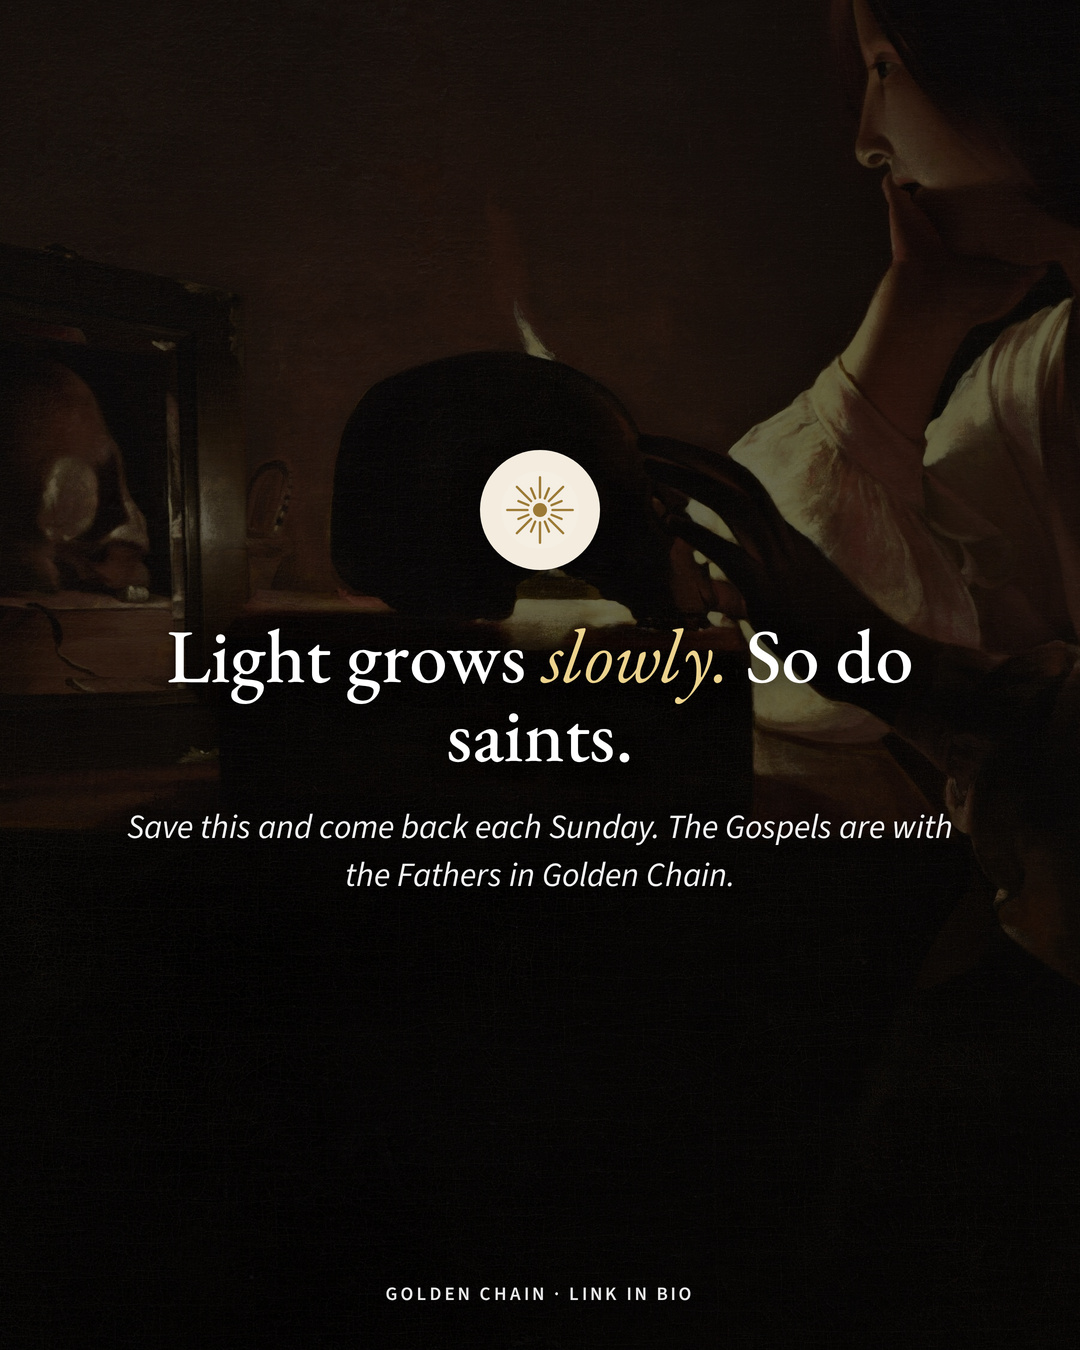 Light grows slowly. So do
saints.
Save this and come back each Sunday. The Gospels are with
the Fathers in Golden Chain.
GOLDEN CHAIN · LINK IN BIO